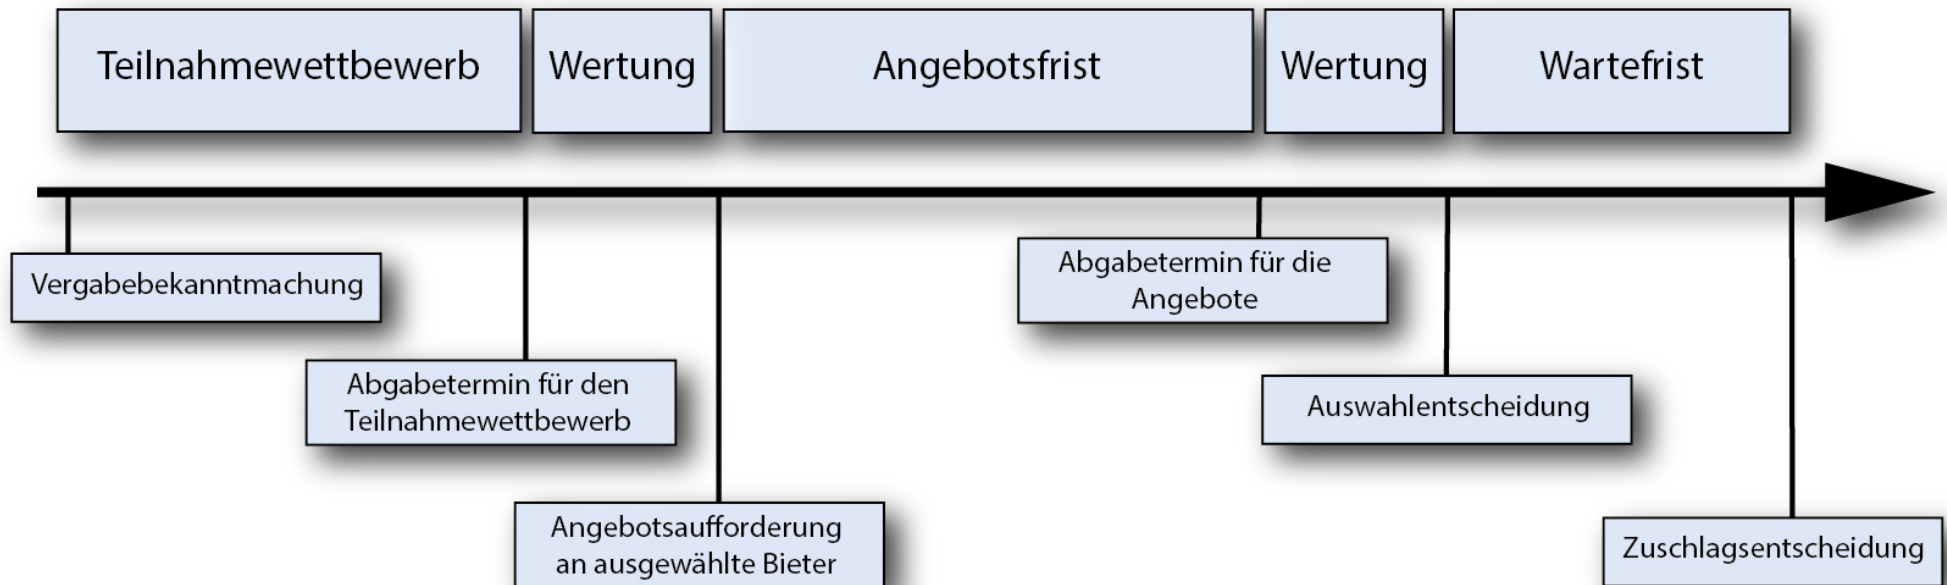 Teilnahmewettbewerb
Wertung
Angebotsfrist
Wertung
Wartefrist
Vergabebekanntmachung
Abgabetermin für den
Teilnahmewettbewerb
Angebotsaufforderung
an ausgewählte Bieter
Abgabetermin für die
Angebote
Auswahlentscheidung
Zuschlagsentscheidung